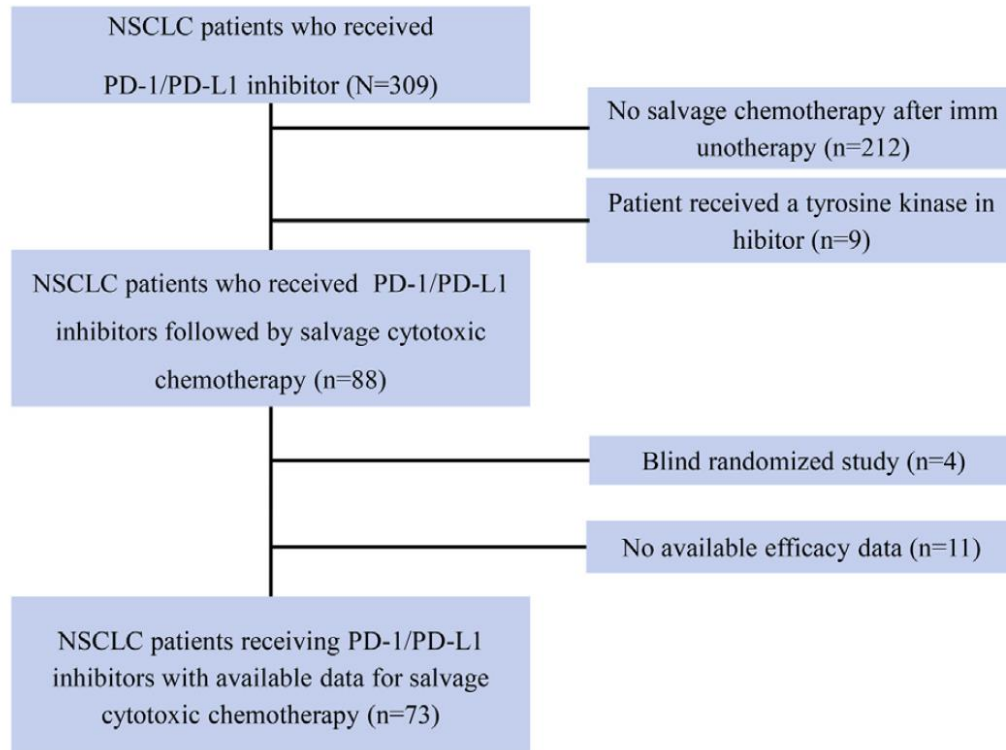 NSCLC patients who received
PD-1/PD-L1 inhibitor (N=309)
No salvage chemotherapy after imm
unotherapy (n=212)
Patient received a tyrosine kinase in
hibitor (n=9)
NSCLC patients who received PD-1/PD-L1
inhibitors followed by salvage cytotoxic
chemotherapy (n=88)
Blind randomized study (n=4)
No available efficacy data (n=11)
NSCLC patients receiving PD-1/PD-L1
inhibitors with available data for salvage
cytotoxic chemotherapy (n=73)